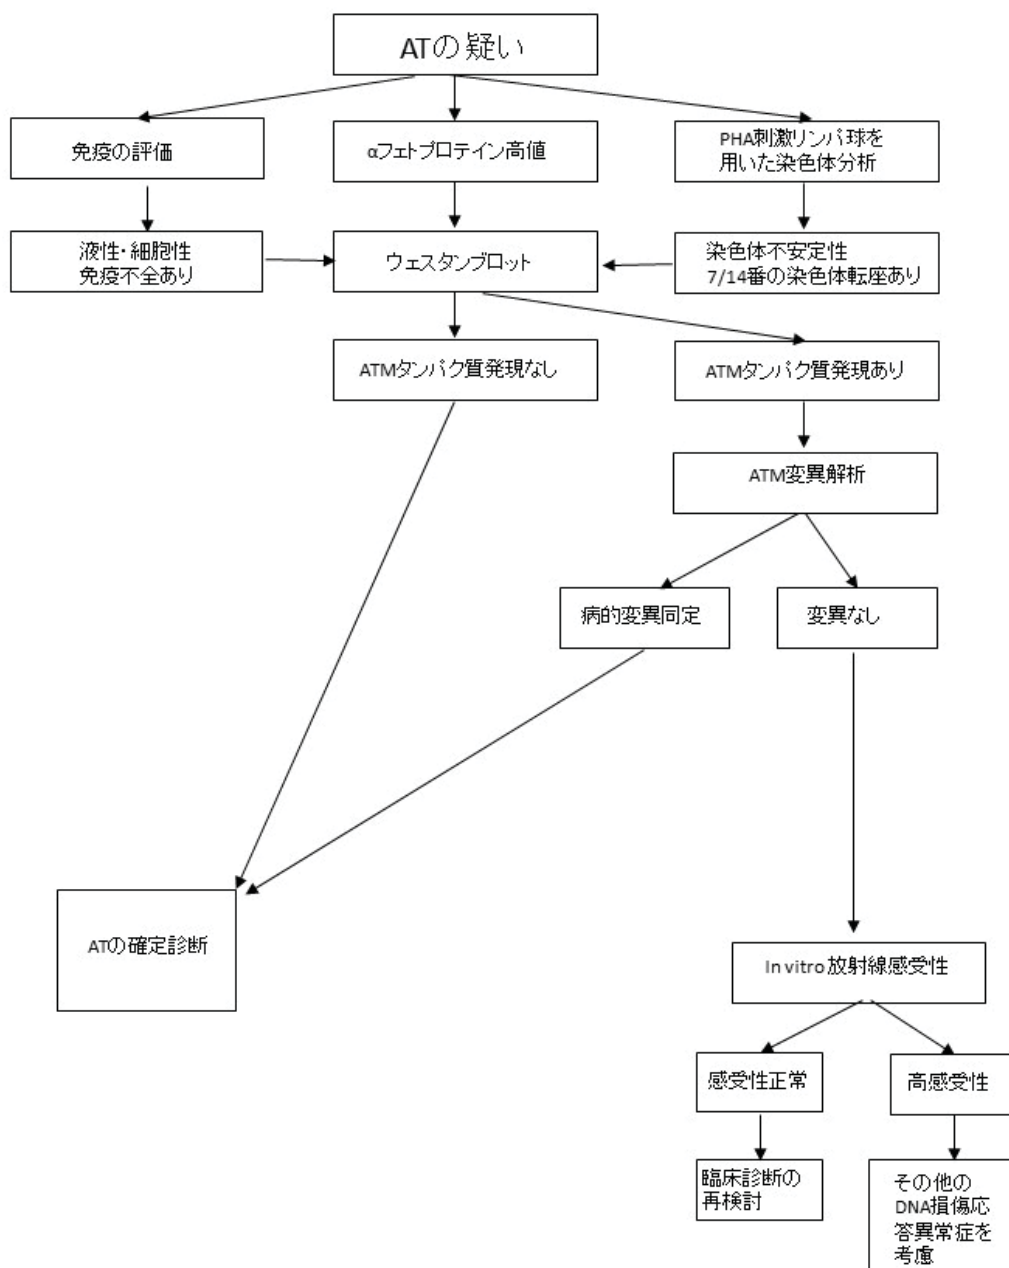 ATの疑い
免疫の評価
αフェトプロテイン高値
PHA刺激リンパ球を
用いた染色体分析
液性・細胞性
免疫不全あり
ウェスタンブロット
染色体不安定性
7/14番の染色体転座あり
ATMタンパク質発現なし
ATMタンパク質発現あり
ATM変異解析
病的変異同定
変異なし
ATの確定診断
In vitro放射線感受性
感受性正常
高感受性
臨床診断の
再検討
その他の
DNA損傷応
答異常症を
考慮